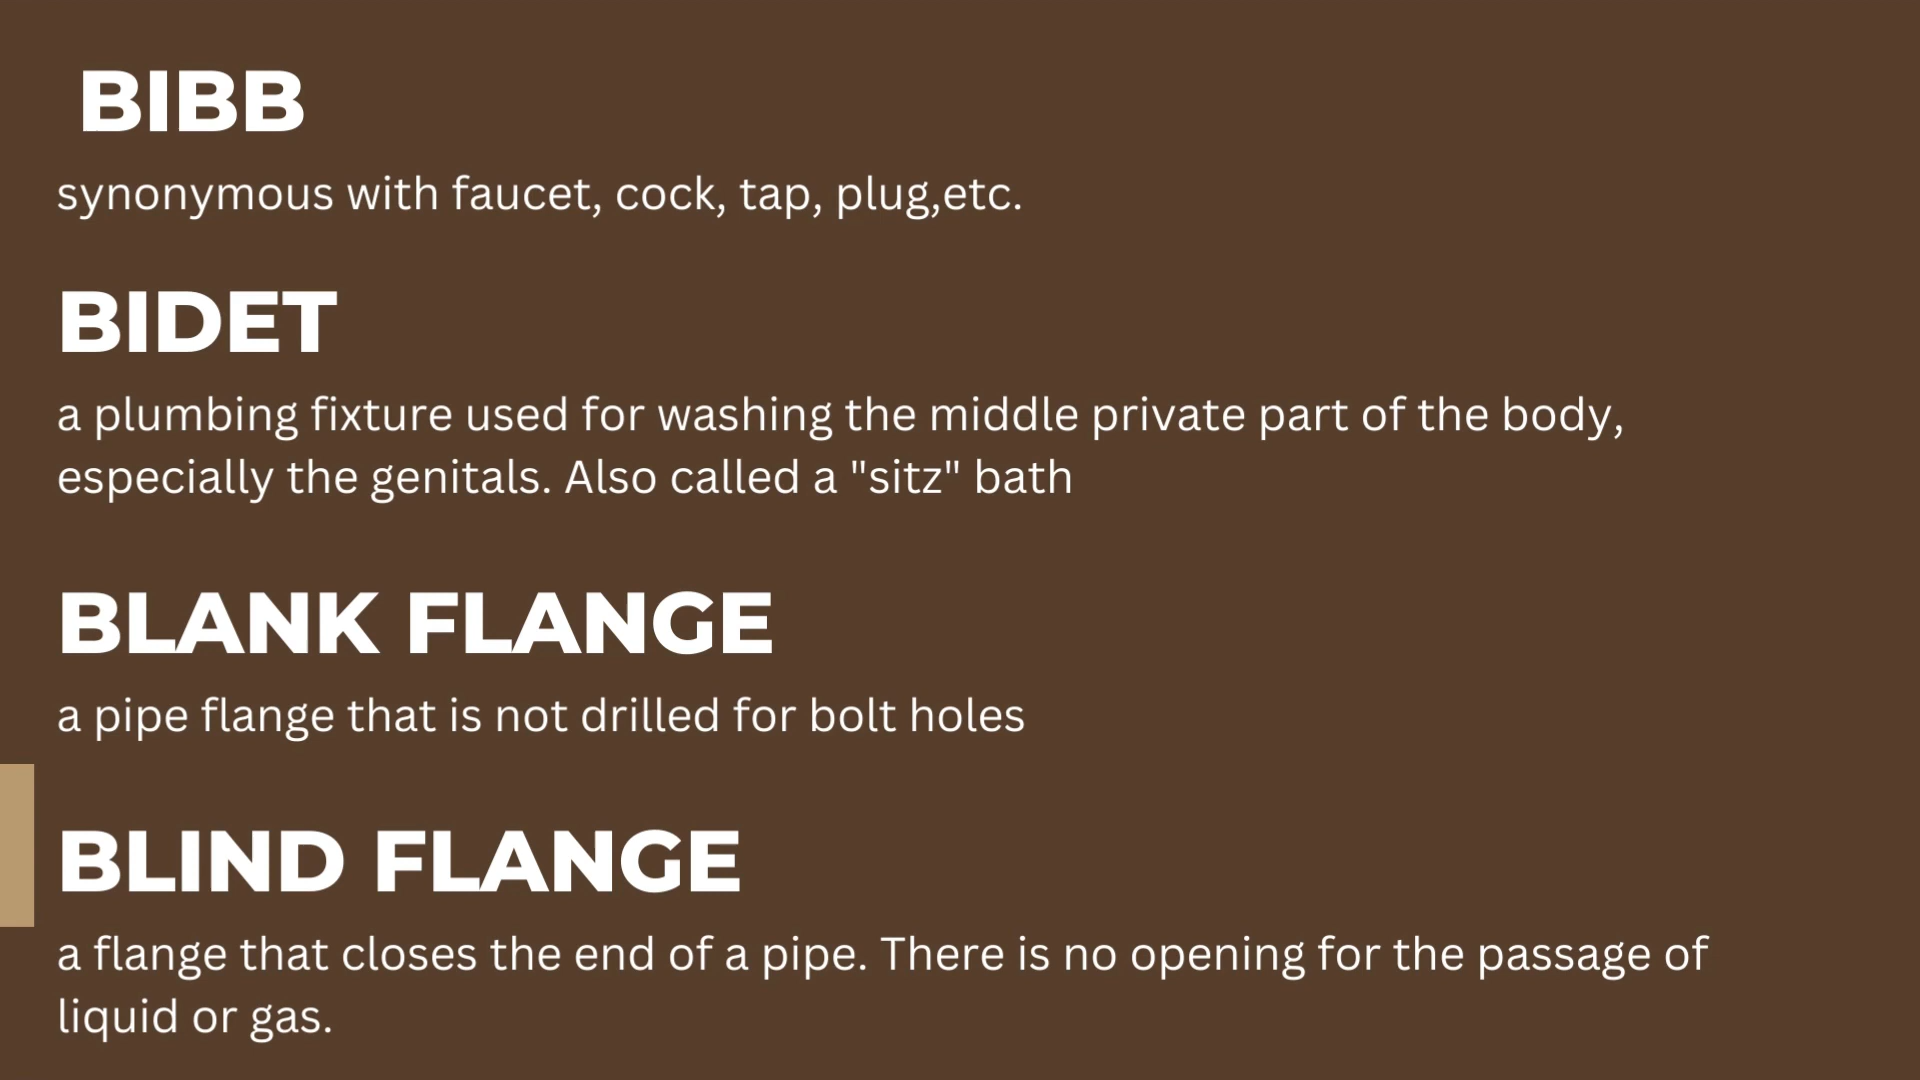 BIBB
synonymous with faucet, cock, tap, plug,etc.
BIDET
a plumbing fixture used for washing the middle private part of the body,
especially the genitals. Also called a "sitz" bath
BLANK FLANGE
a pipe flange that is not drilled for bolt holes
BLIND FLANGE
a flange that closes the end of a pipe. There is no opening for the passage of
liquid or gas.